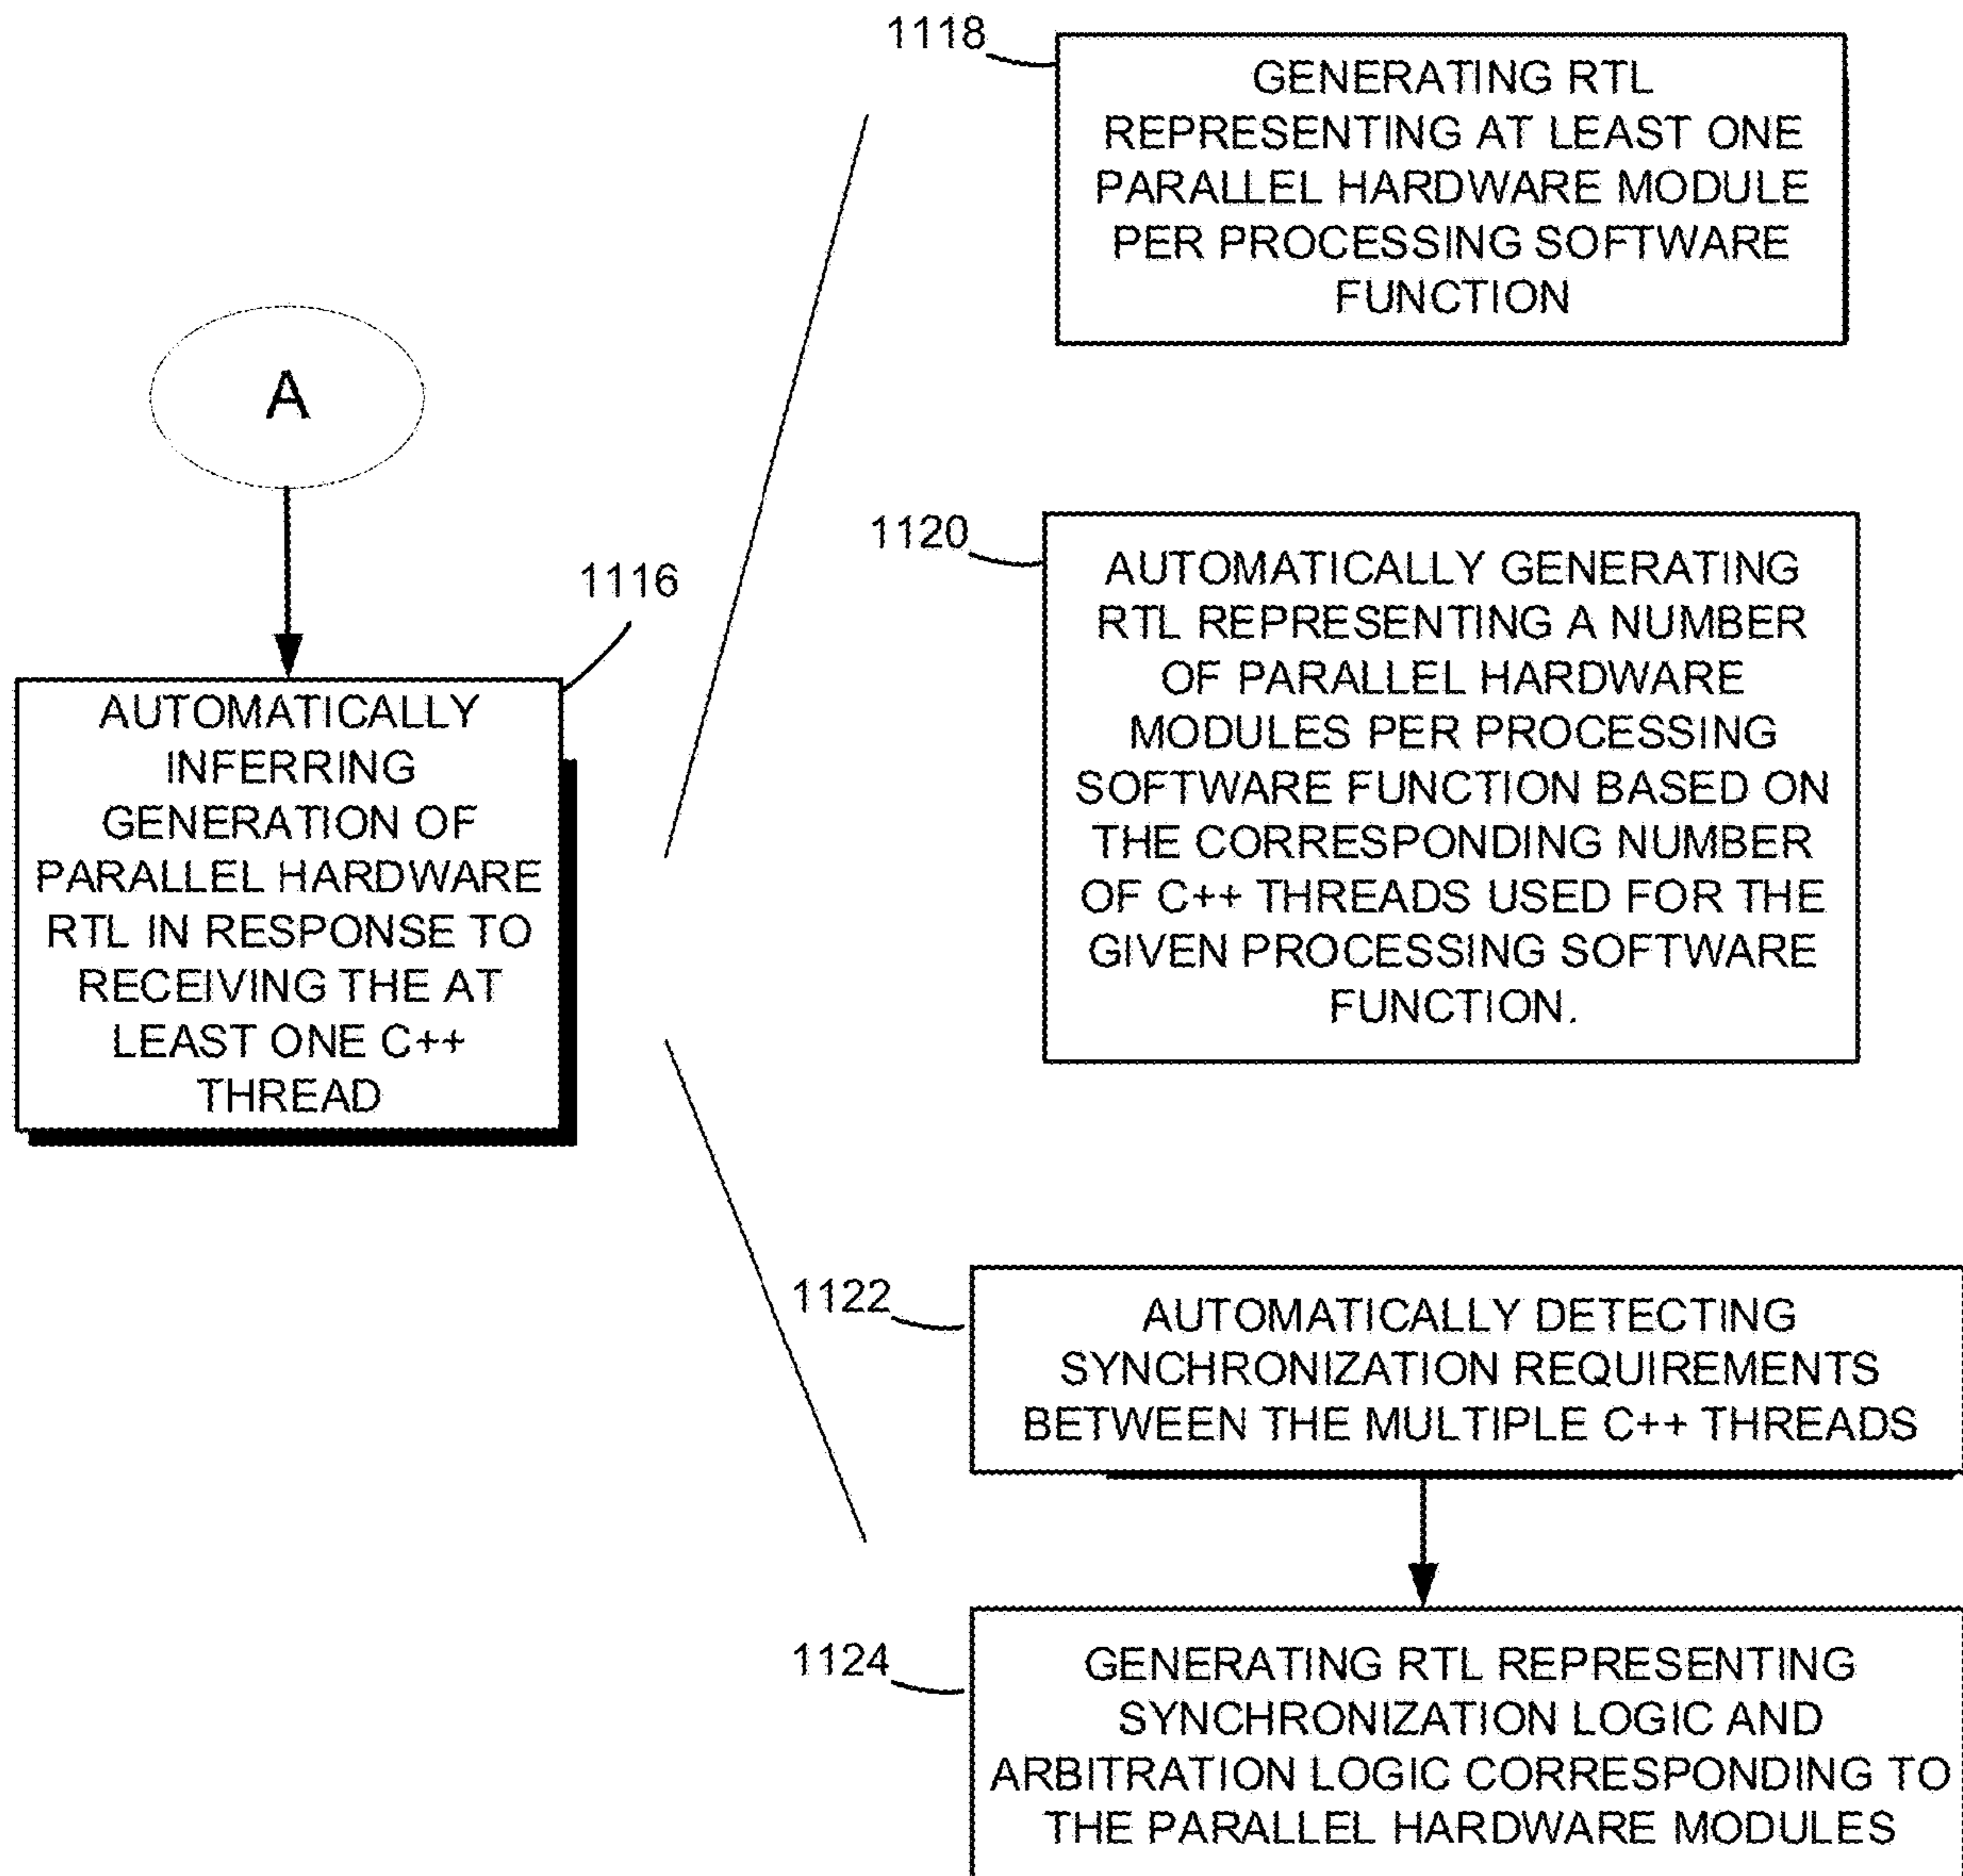 A
1116
AUTOMATICALLY
INFERRING
GENERATION OF
PARALLEL HARDWARE
RTL IN RESPONSE TO
RECEIVING THE AT
LEAST ONE C++
THREAD
1118
GENERATING RTL
REPRESENTING AT LEAST ONE
PARALLEL HARDWARE MODULE
PER PROCESSING SOFTWARE
FUNCTION
1120
AUTOMATICALLY GENERATING
RTL REPRESENTING A NUMBER
OF PARALLEL HARDWARE
MODULES PER PROCESSING
SOFTWARE FUNCTION BASED ON
THE CORRESPONDING NUMBER
OF C++ THREADS USED FOR THE
GIVEN PROCESSING SOFTWARE
FUNCTION.
1122
AUTOMATICALLY DETECTING
SYNCHRONIZATION REQUIREMENTS
BETWEEN THE MULTIPLE C++ THREADS
1124
GENERATING RTL REPRESENTING
SYNCHRONIZATION LOGIC AND
ARBITRATION LOGIC CORRESPONDING TO
THE PARALLEL HARDWARE MODULES